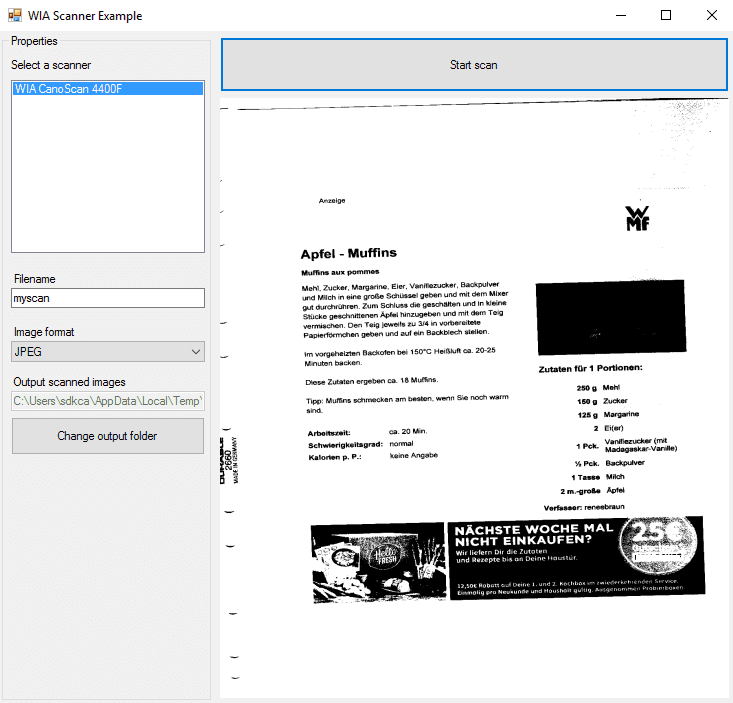 WIA Scanner Example
Properties
Select a scanner
WIA CanoScan 4400F
Filename
myscan
Image format
JPEG
Output scanned images
C:\Users\sdkca\AppData\Local\Temp\
Change output folder
Start scan
Anzeige
WMF
Apfel - Muffins
Muffins aux pommes
Mehl, Zucker, Margarine, Eier, Vanillezucker, Backpulver
und Milch in eine große Schüssel geben und mit dem Mixer
gut durchrühren. Zum Schluss die geschälten und in kleine
Stücke geschnittenen Äpfel hinzugeben und mit dem Teig
vermischen. Den Teig jeweils zu 3/4 in vorbereitete
Papierförmchen geben und auf ein Backblech stellen.
Im vorgeheizten Backofen bei 150°C Heißluft ca. 20-25
Minuten backen.
Diese Zutaten ergeben ca. 18 Muffins.
Tipp: Muffins schmecken am besten, wenn Sie noch warm
sind.
Arbeitszeit: ca. 20 Min.
Schwierigkeitsgrad: normal
Kalorien p. P.: keine Angabe
Zutaten für 1 Portionen:
250 g Mehl
150 g Zucker
125 g Margarine
2 Ei(er)
1 Pck. Vanillezucker (mit
Madagaskar-Vanille)
½ Pck. Backpulver
1 Tasse Milch
2 m.-große Äpfel
Verfasser: reneebraun
DURABLE
2660
MADE IN GERMANY
Hello
FRESH
NÄCHSTE WOCHE MAL
NICHT EINKAUFEN?
Wir liefern Dir die Zutaten
und Rezepte bis an Deine Haustür.
25€
12,50€ Rabatt auf Deine 1. und 2. Kochbox im zwiederkehrenden Service.
Einmalig pro Neukunde und Haushalt gültig. Ausgenommen Probierboxen.